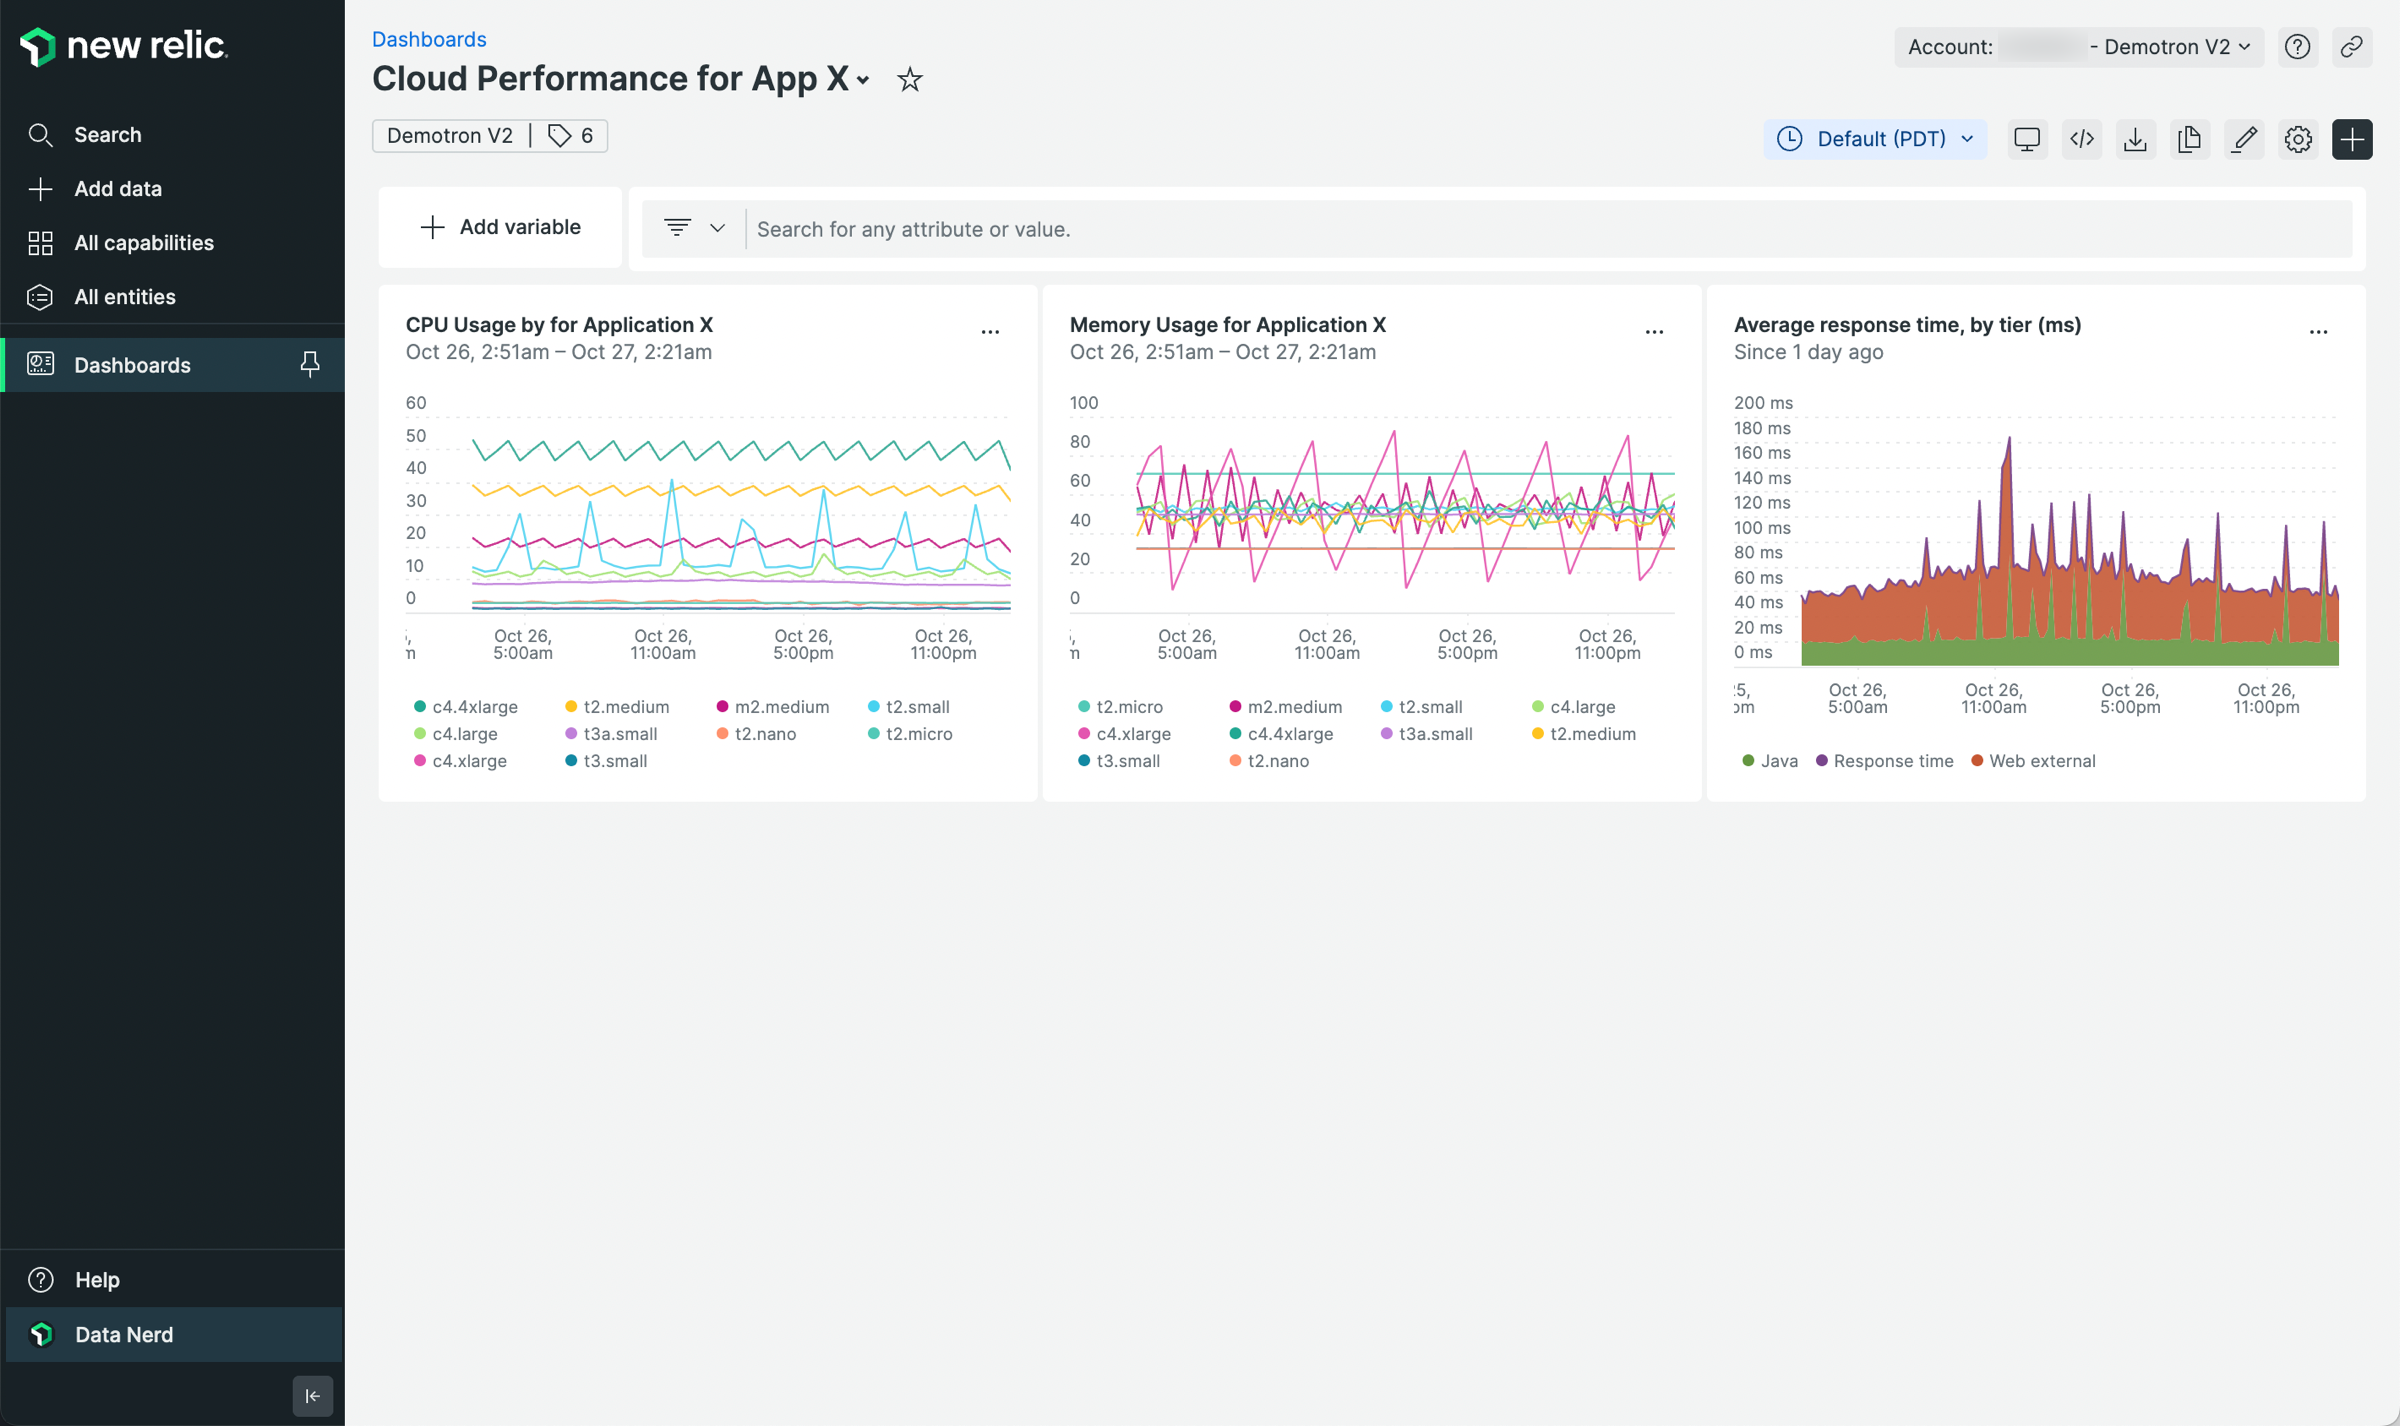 new relic.
Search
Add data
All capabilities
All entities
Dashboards
Help
Data Nerd
Dashboards
Cloud Performance for App X
Account: - Demotron V2
Demotron V2 | 6
Default (PDT)
Add variable
Search for any attribute or value.
CPU Usage by for Application X
Oct 26, 2:51am – Oct 27, 2:21am
60
50
40
30
20
10
0
Oct 26, Oct 26, Oct 26, Oct 26,
5:00am 11:00am 5:00pm 11:00pm
c4.4xlarge t2.medium m2.medium t2.small
c4.large t3a.small t2.nano t2.micro
c4.xlarge t3.small
Memory Usage for Application X
Oct 26, 2:51am – Oct 27, 2:21am
100
80
60
40
20
0
Oct 26, Oct 26, Oct 26, Oct 26,
5:00am 11:00am 5:00pm 11:00pm
t2.micro m2.medium t2.small c4.large
c4.xlarge c4.4xlarge t3a.small t2.medium
t3.small t2.nano
Average response time, by tier (ms)
Since 1 day ago
200 ms
180 ms
160 ms
140 ms
120 ms
100 ms
80 ms
60 ms
40 ms
20 ms
0 ms
Oct 26, Oct 26, Oct 26, Oct 26,
5:00am 11:00am 5:00pm 11:00pm
Java Response time Web external